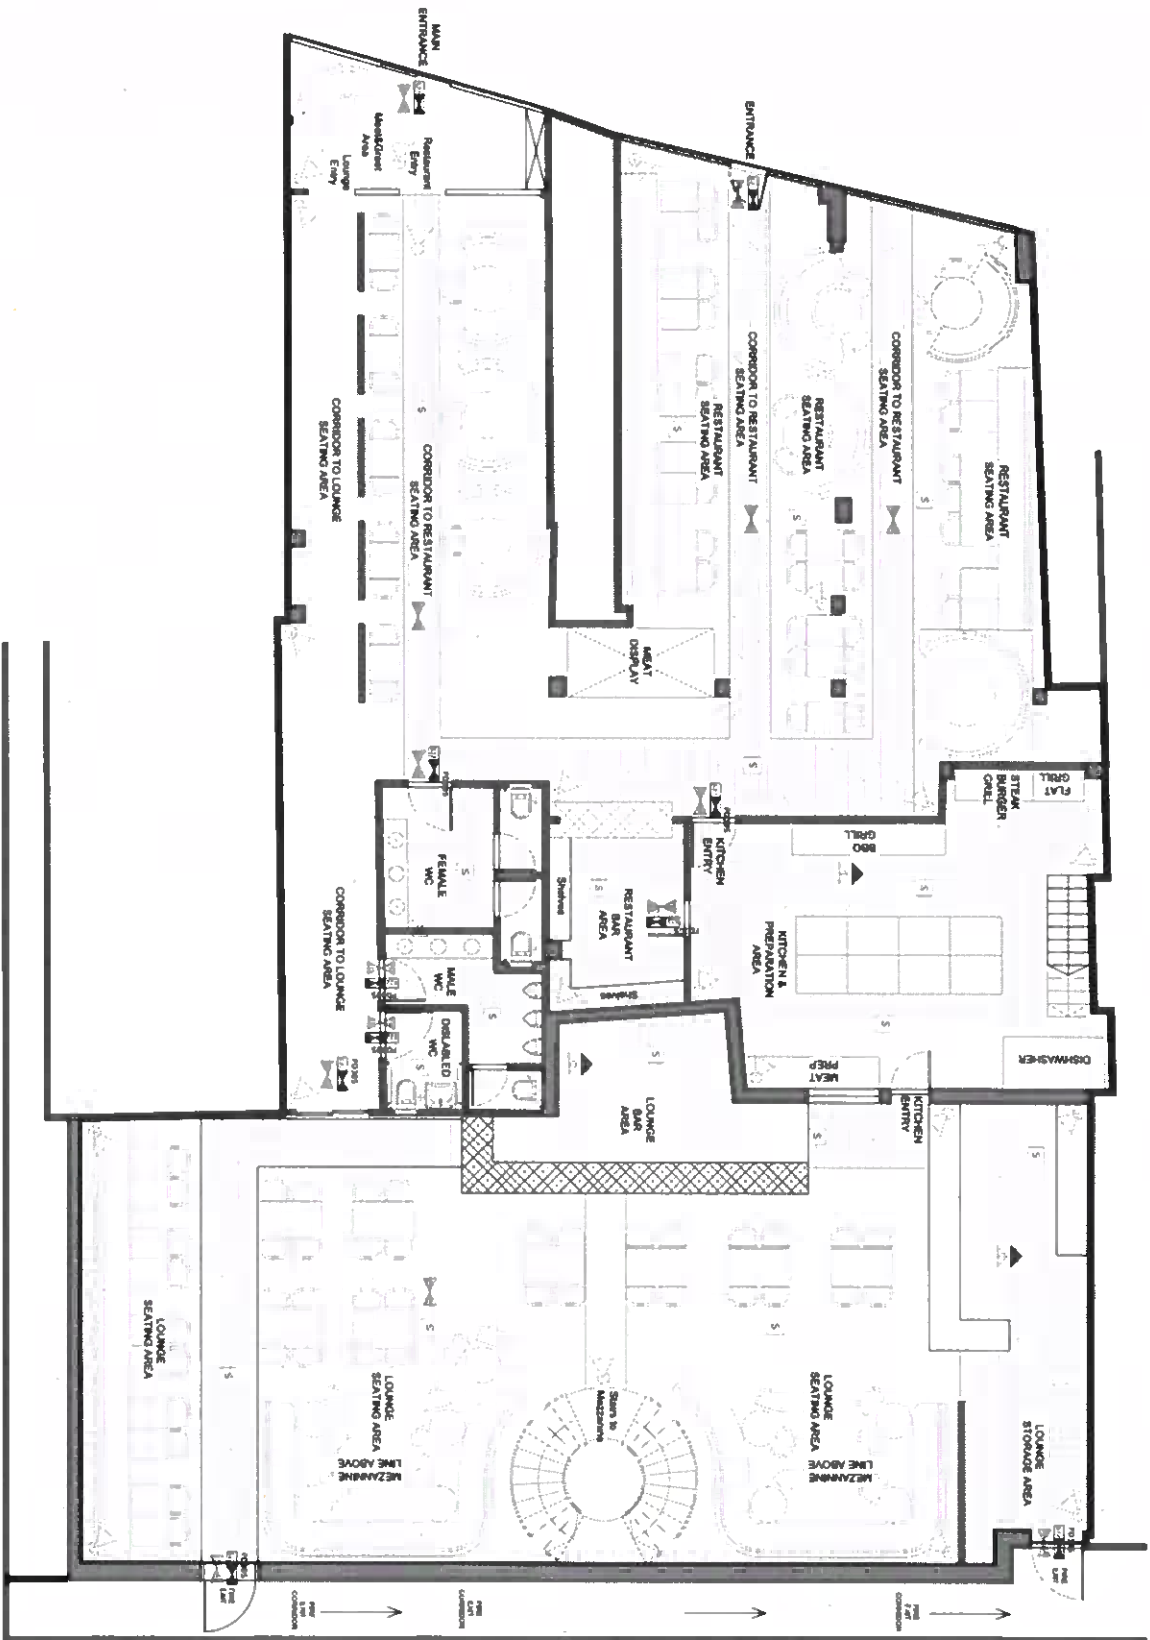 MAIN
ENTRANCE
ENTRANCE
Restaurant
Entry
Meet&Greet
Area
Lounge
Entry
CORRIDOR TO RESTAURANT
SEATING AREA
CORRIDOR TO RESTAURANT
SEATING AREA
RESTAURANT
SEATING AREA
RESTAURANT
SEATING AREA
RESTAURANT
SEATING AREA
CORRIDOR TO LOUNGE
SEATING AREA
CORRIDOR TO RESTAURANT
SEATING AREA
MEAT
DISPLAY
FLAT
GRILL
STEAK
BURGER
GRILL
BBQ
GRILL
KITCHEN
ENTRY
FEMALE
WC
Shelves
RESTAURANT
BAR
AREA
Shelves
KITCHEN &
PREPARATION
AREA
CORRIDOR TO LOUNGE
SEATING AREA
MALE
WC
DISLABLED
WC
MEAT
PREP
DISHWASHER
KITCHEN
ENTRY
LOUNGE
BAR
AREA
LOUNGE
SEATING AREA
LOUNGE
SEATING AREA
MEZANNINE
LINE ABOVE
Stairs to
Mezzanine
LOUNGE
SEATING AREA
MEZANNINE
LINE ABOVE
LOUNGE
STORAGE AREA
FIRE
EXIT
FIRE
EXIT
FIRE
EXIT
CORRIDOR
FIRE
EXIT
CORRIDOR
FIRE
EXIT
CORRIDOR